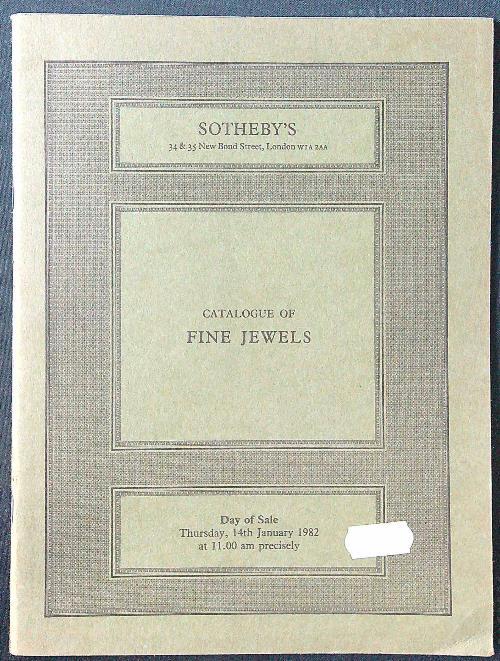 SOTHEBY'S
34 & 35 New Bond Street, London W1A 2AA
CATALOGUE OF
FINE JEWELS
Day of Sale
Thursday, 14th January 1982
at 11.00 am precisely